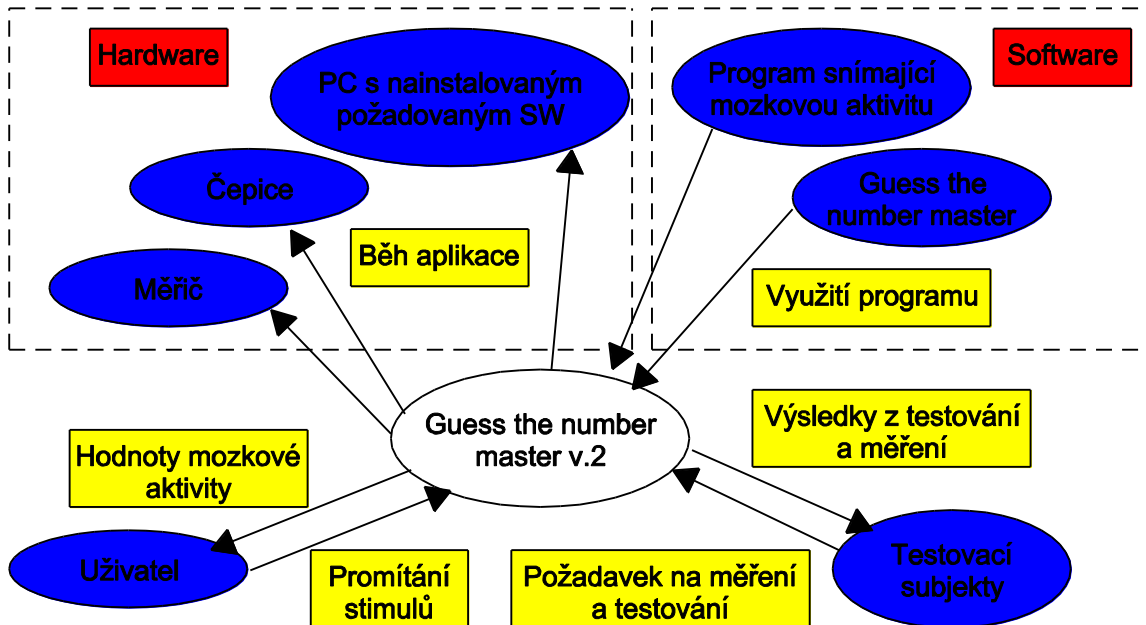 Hardware
PC s nainstalovaným
požadovaným SW
Čepice
Měřič
Běh aplikace
Program snímající
mozkovou aktivitu
Software
Guess the
number master
Využití programu
Guess the number
master v.2
Hodnoty mozkové
aktivity
Výsledky z testování
a měření
Uživatel
Promítání
stimulů
Požadavek na měření
a testování
Testovací
subjekty